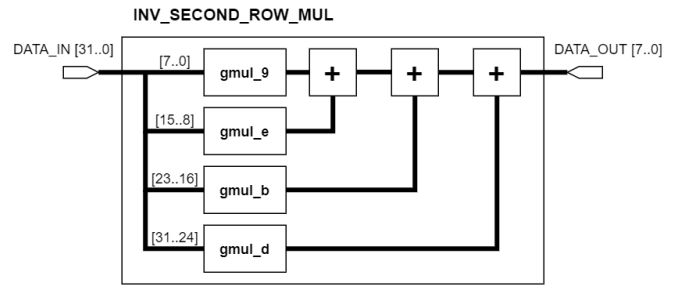 INV_SECOND_ROW_MUL
DATA_IN [31..0]
DATA_OUT [7..0]
[7..0]
gmul_9
+
+
+
[15..8]
gmul_e
[23..16]
gmul_b
[31..24]
gmul_d